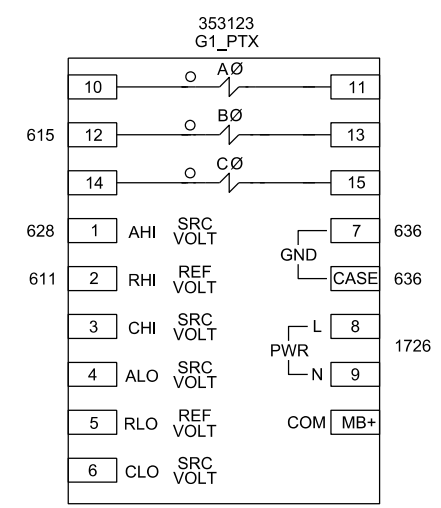 353123
G1_PTX
AØ
10 11
BØ
615 12 13
CØ
14 15
628 1 AHI SRC VOLT 7 636
GND
611 2 RHI REF VOLT CASE 636
3 CHI SRC VOLT L 8
PWR 1726
4 ALO SRC VOLT N 9
5 RLO REF VOLT COM MB+
6 CLO SRC VOLT